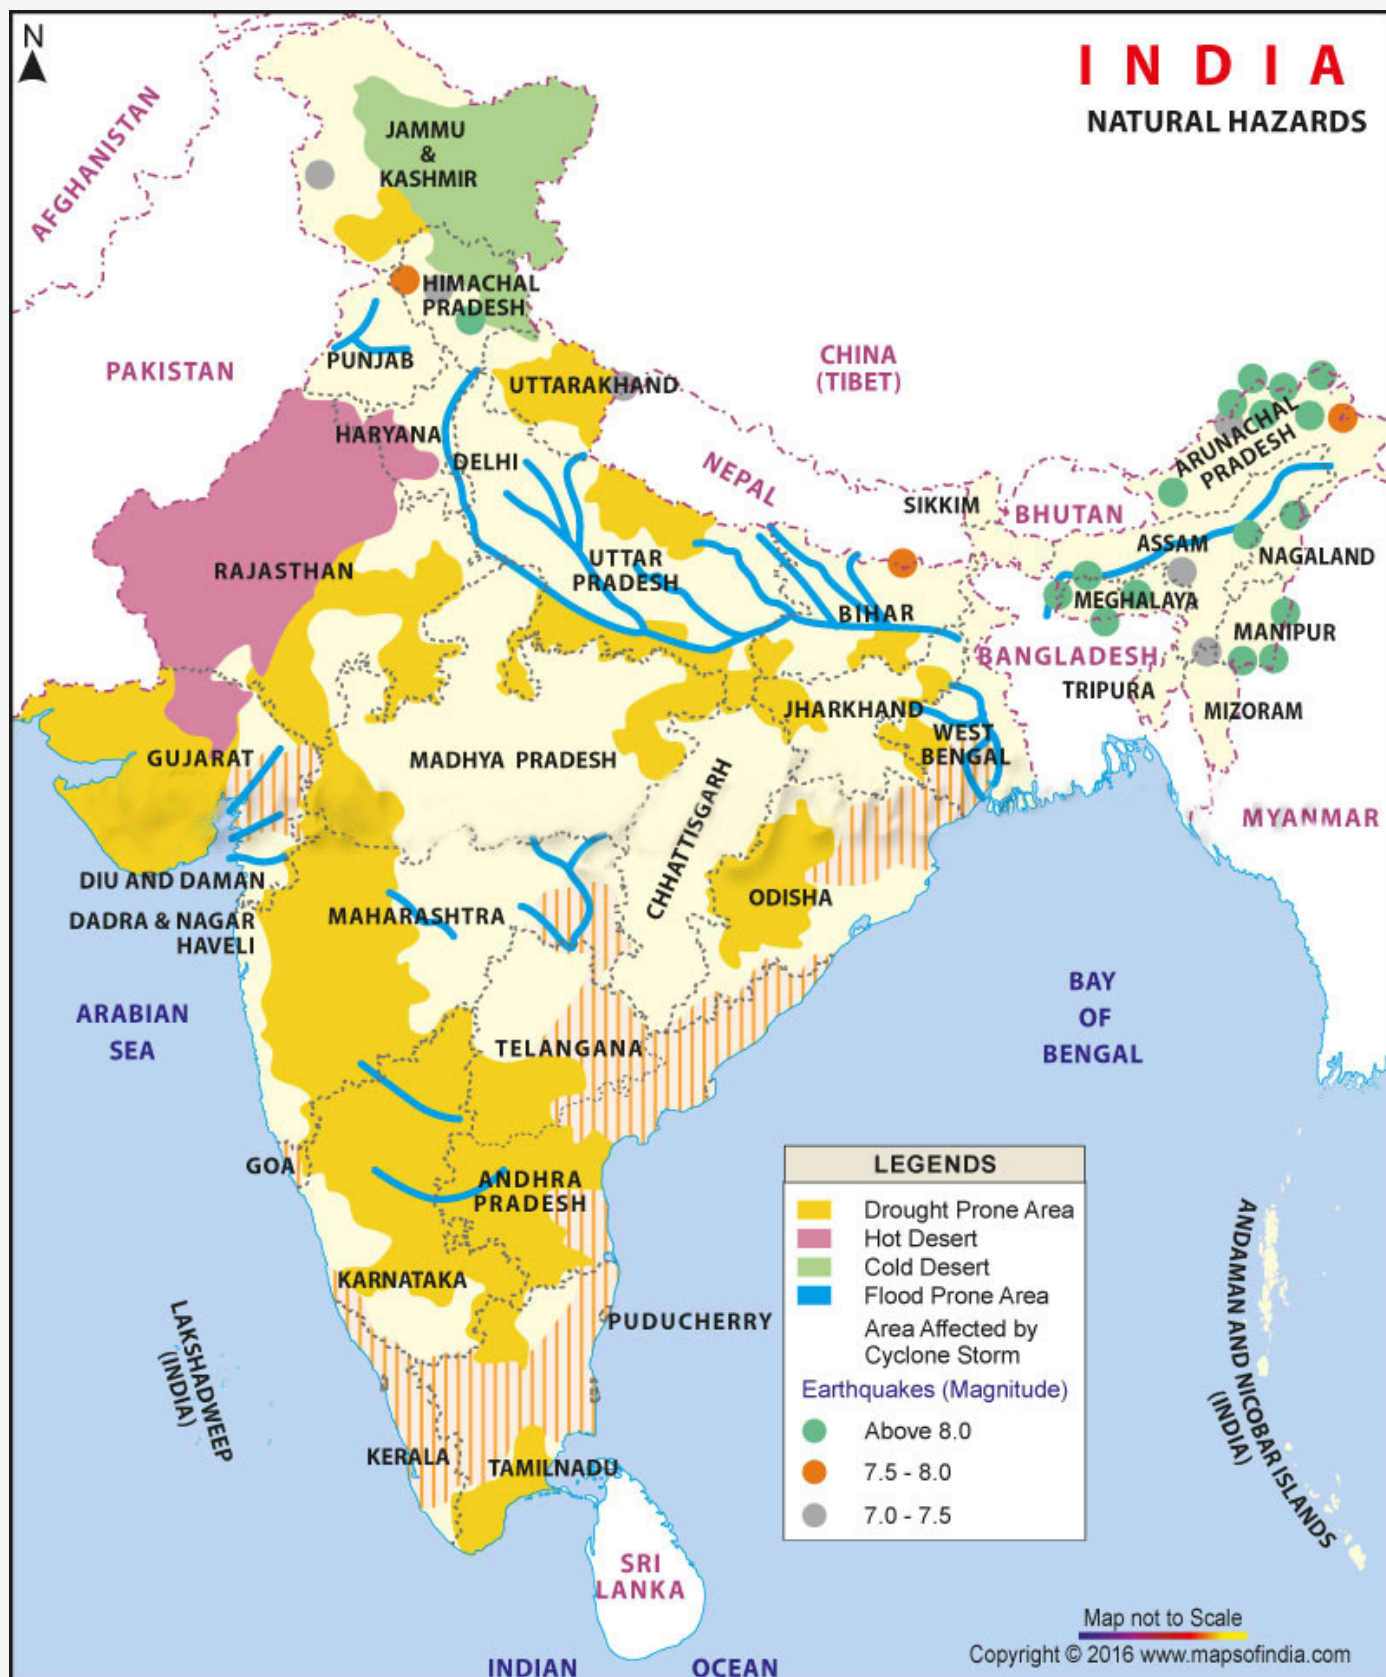 N
INDIA
NATURAL HAZARDS
AFGHANISTAN
JAMMU
&
KASHMIR
HIMACHAL
PRADESH
PAKISTAN
PUNJAB
CHINA
(TIBET)
UTTARAKHAND
HARYANA
DELHI
NEPAL
ARUNACHAL
PRADESH
SIKKIM
BHUTAN
RAJASTHAN
UTTAR
PRADESH
ASSAM
NAGALAND
BIHAR
MEGHALAYA
MANIPUR
BANGLADESH
TRIPURA
MIZORAM
JHARKHAND
WEST
BENGAL
GUJARAT
MADHYA PRADESH
CHHATTISGARH
MYANMAR
DIU AND DAMAN
DADRA & NAGAR
HAVELI
MAHARASHTRA
ODISHA
ARABIAN
SEA
BAY
OF
BENGAL
TELANGANA
GOA
ANDHRA
PRADESH
KARNATAKA
PUDUCHERRY
LAKSHADWEEP
(INDIA)
KERALA
TAMILNADU
SRI
LANKA
INDIAN OCEAN
ANDAMAN AND NICOBAR ISLANDS
(INDIA)
LEGENDS
Drought Prone Area
Hot Desert
Cold Desert
Flood Prone Area
Area Affected by
Cyclone Storm
Earthquakes (Magnitude)
Above 8.0
7.5 - 8.0
7.0 - 7.5
Map not to Scale
Copyright © 2016 www.mapsofindia.com